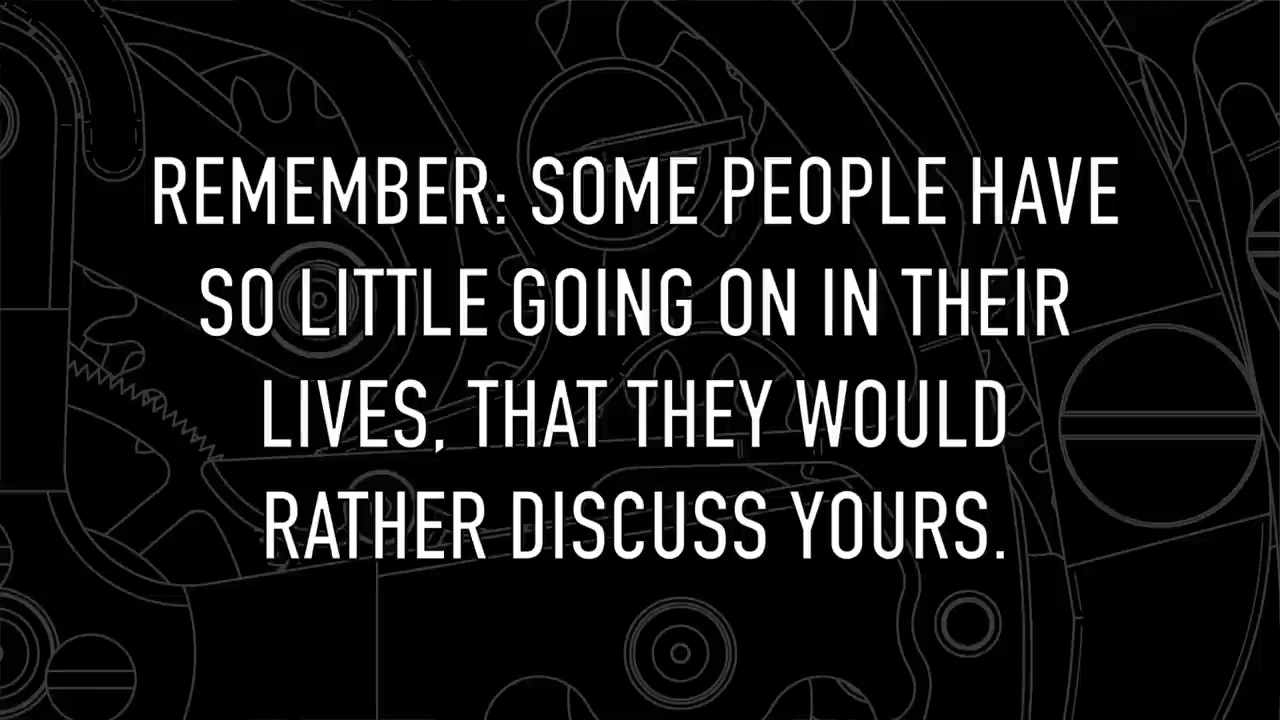 REMEMBER: SOME PEOPLE HAVE
SO LITTLE GOING ON IN THEIR
LIVES, THAT THEY WOULD
RATHER DISCUSS YOURS.